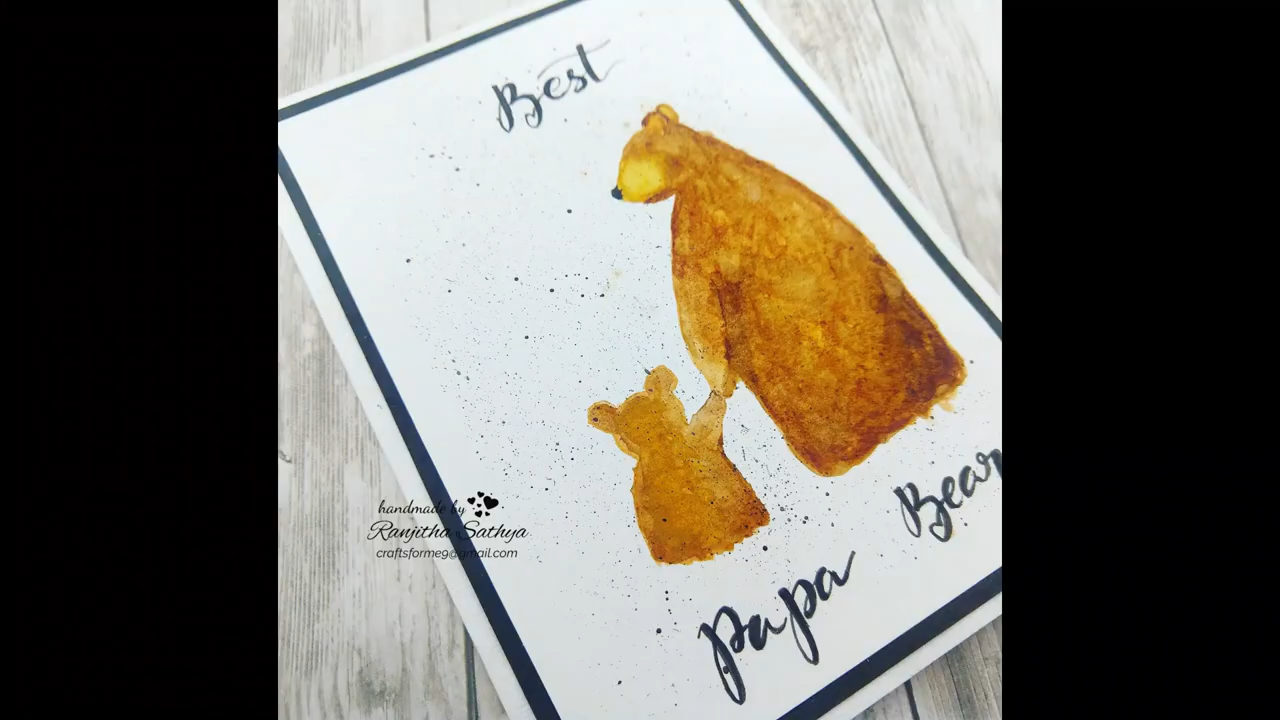 Best
Papa Bear
handmade by
Ranjitha Sathya
craftsforme9@gmail.com